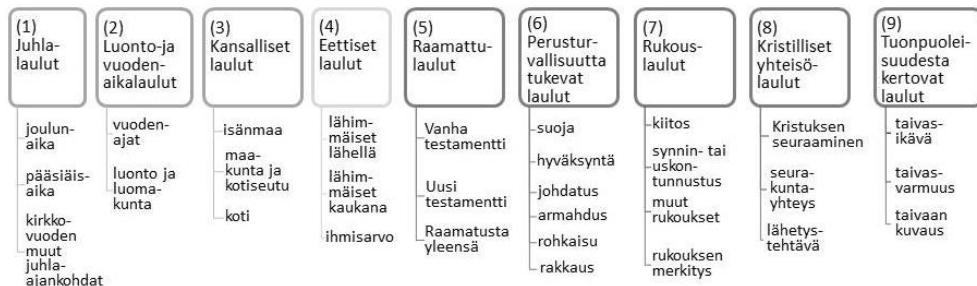 (1)
Juhla-
laulut
joulun-
aika
pääsiäis-
aika
kirkko-
vuoden
muut
juhla-
ajankohdat
(2)
Luonto-ja
vuoden-
aikalaulut
vuoden-
ajat
luonto ja
luoma-
kunta
(3)
Kansalliset
laulut
isänmaa
maa-
kunta ja
kotiseutu
koti
(4)
Eettiset
laulut
lähim-
mäiset
lähellä
lähim-
mäiset
kaukana
ihmisarvo
(5)
Raamattu-
laulut
Vanha
testamentti
Uusi
testamentti
Raamatusta
yleensä
(6)
Perustur-
vallisuutta
tukevat
laulut
suoja
hyväksyntä
johdatus
armahdus
rohkaisu
rakkaus
(7)
Rukous-
laulut
kiitos
synnin- tai
uskon-
tunnustus
muut
rukoukset
rukouksen
merkitys
(8)
Kristilliset
yhteisö-
laulut
Kristuksen
seuraaminen
seura-
kunta-
yhteys
lähetys-
tehtävä
(9)
Tuonpuolei-
suudesta
kertovat
laulut
taivas-
ikävä
taivas-
varmuus
taivaan
kuvaus